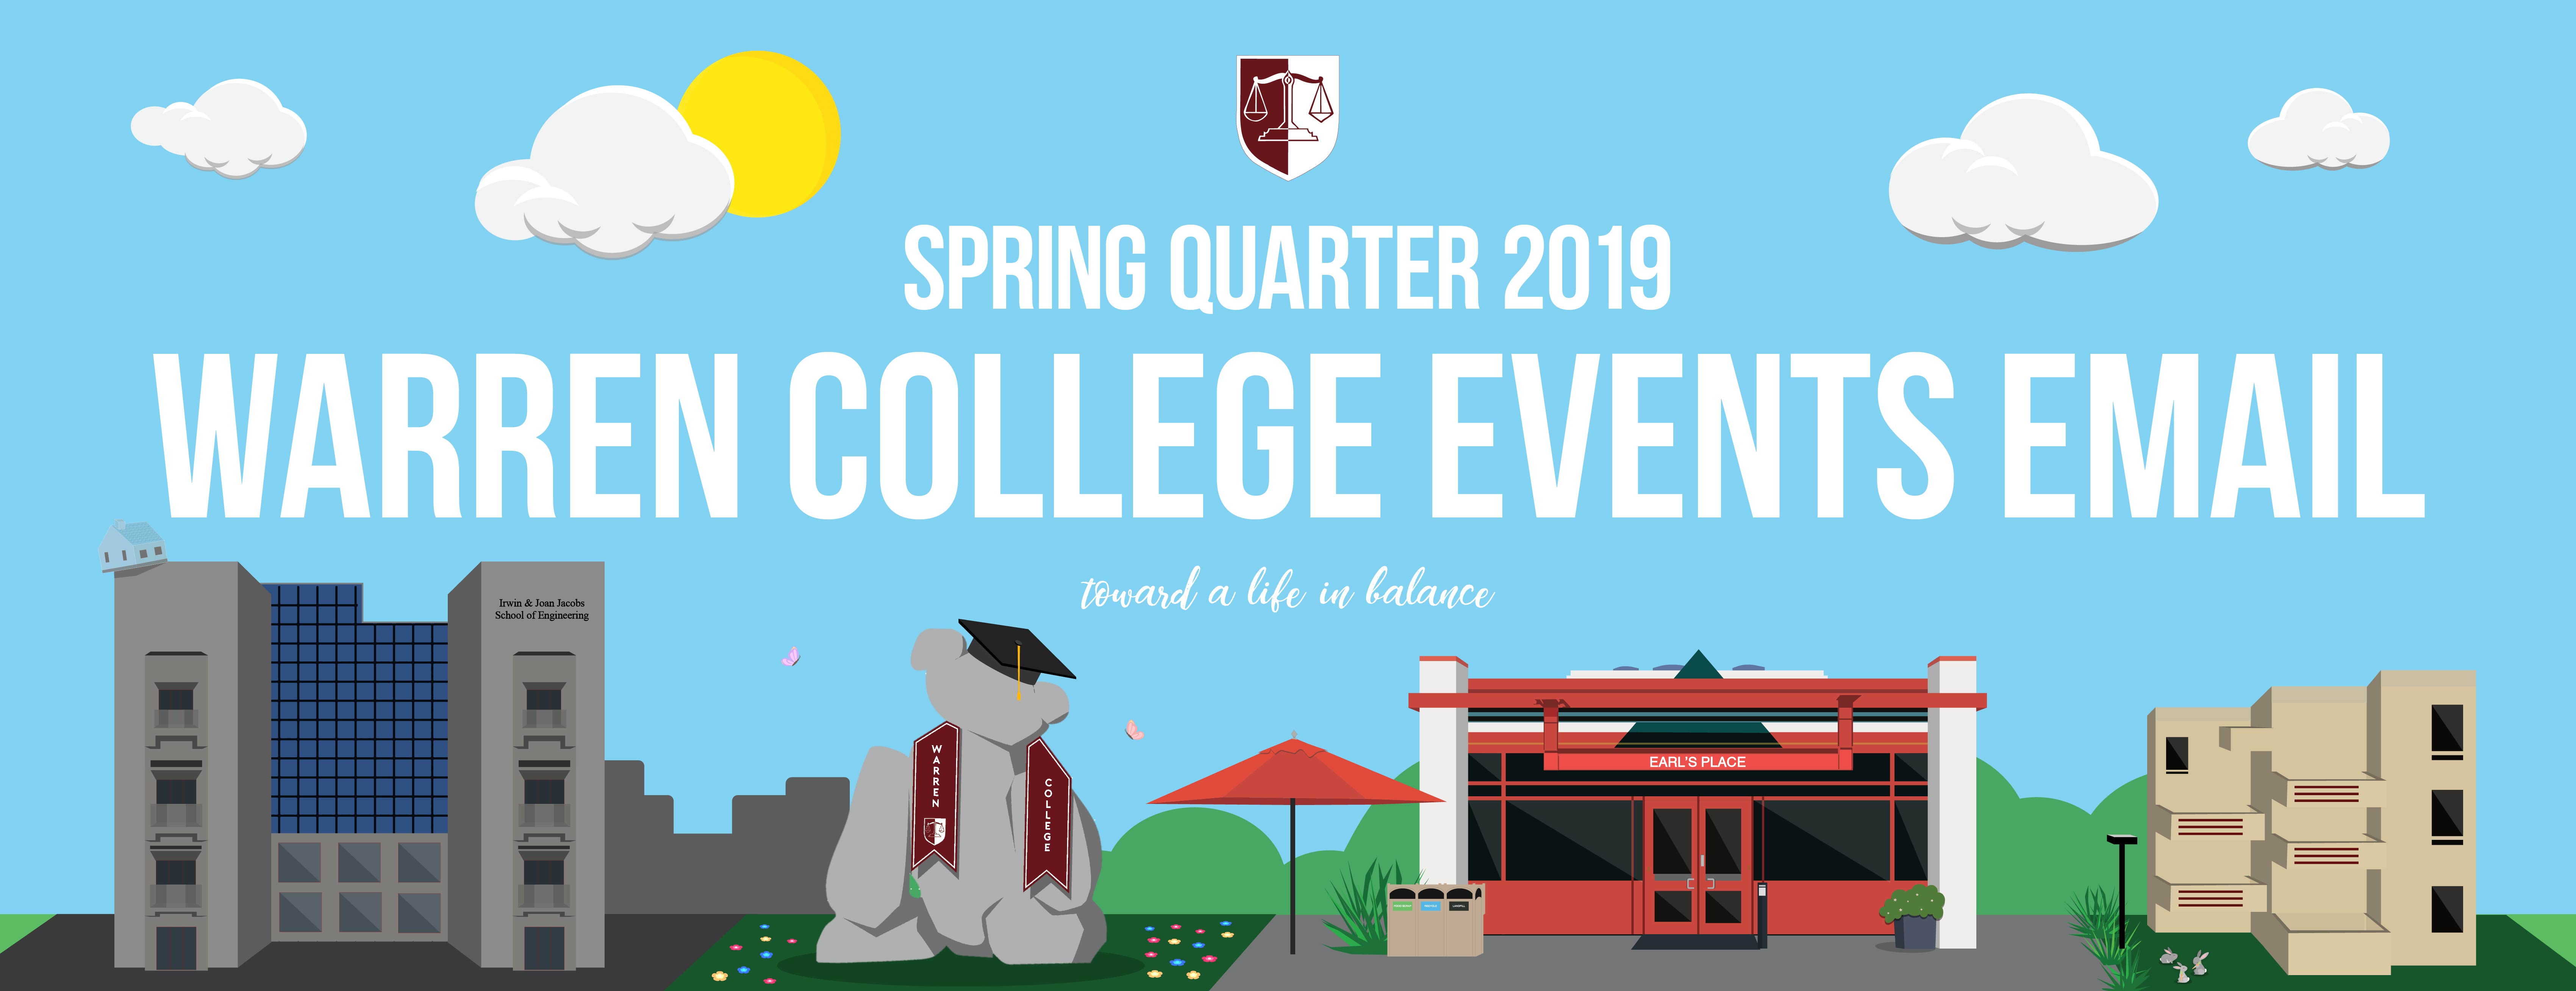 SPRING QUARTER 2019
WARREN COLLEGE EVENTS EMAIL
toward a life in balance
Irwin & Joan Jacobs
School of Engineering
WARREN
COLLEGE
EARL'S PLACE